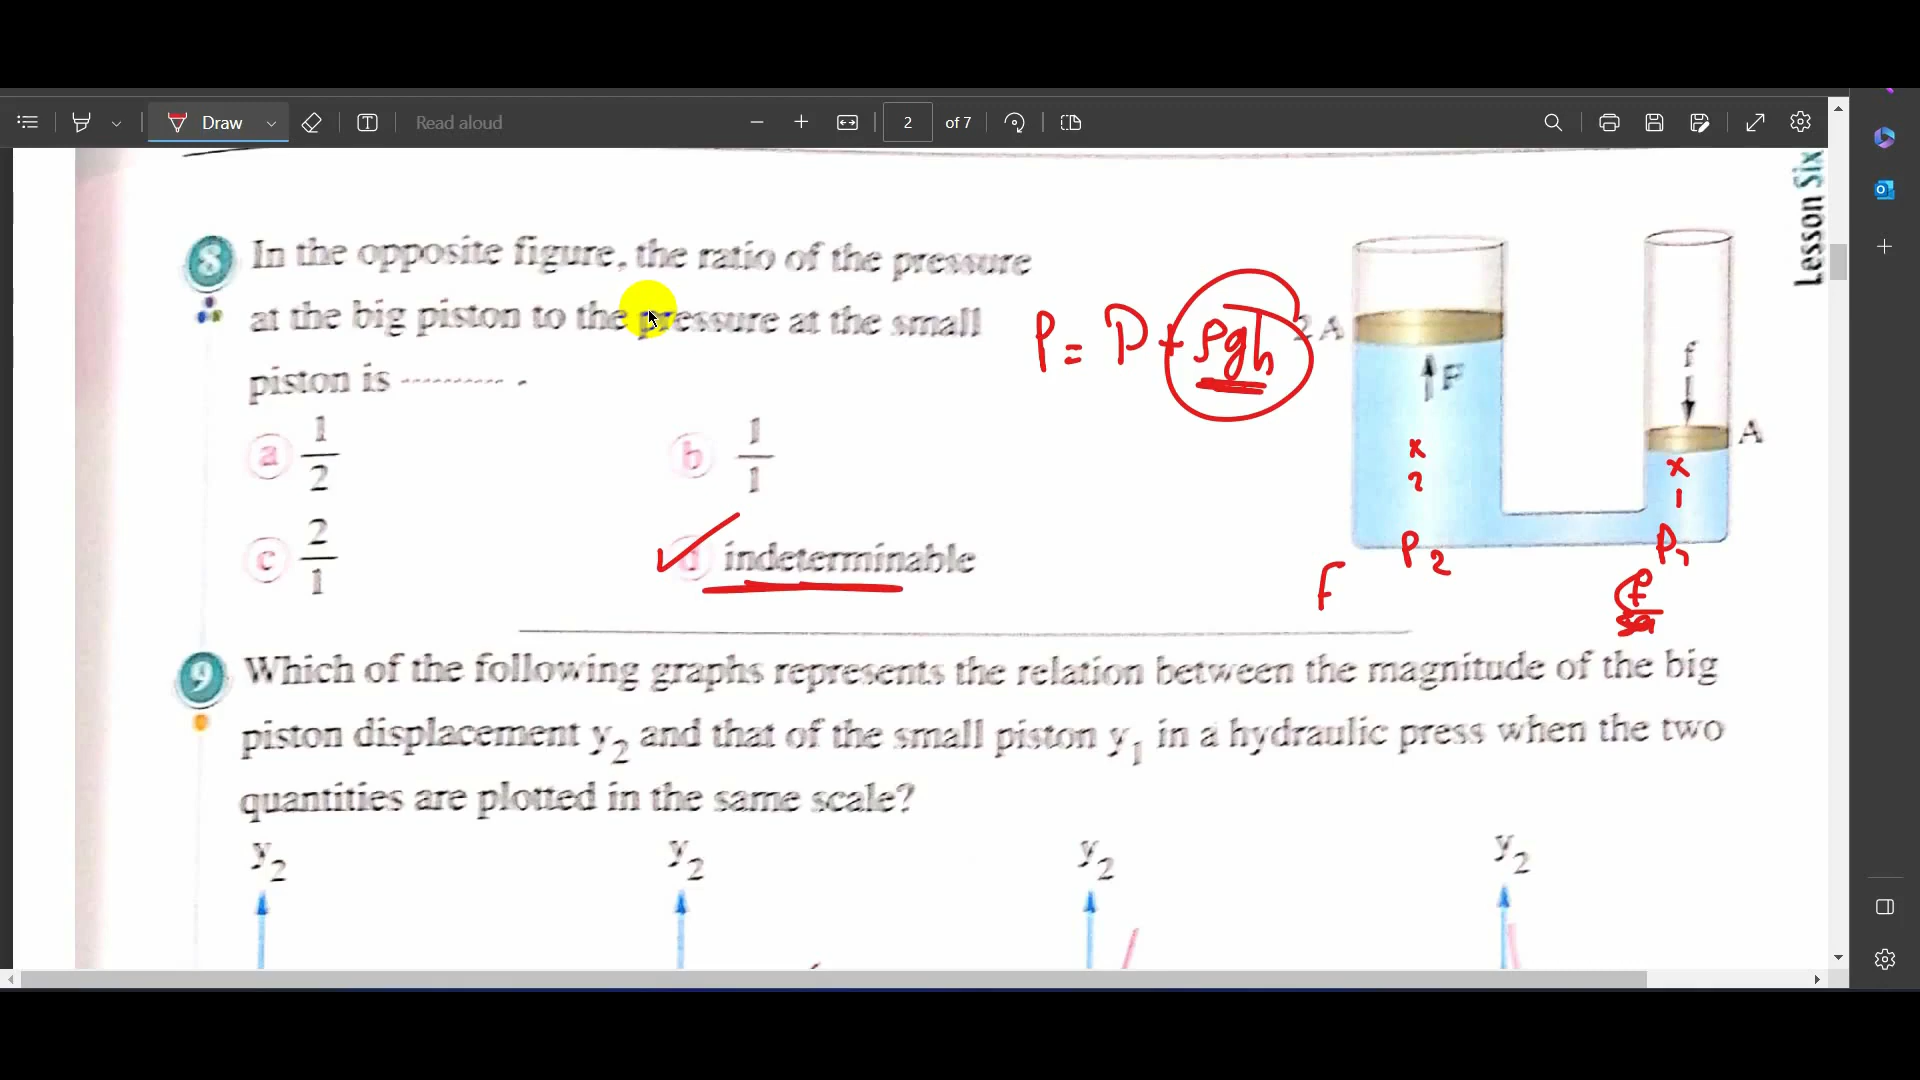 Draw
Read aloud
2 of 7
Lesson Six
8 In the opposite figure, the ratio of the pressure
at the big piston to the pressure at the small
piston is ---------- .
a 1/2
b 1/1
c 2/1
d indeterminable
P = P + ρgh
2 A
F
f
A
x
2
P2
x
1
P1
F
f
9 Which of the following graphs represents the relation between the magnitude of the big
piston displacement y2 and that of the small piston y1 in a hydraulic press when the two
quantities are plotted in the same scale?
y2
y2
y2
y2